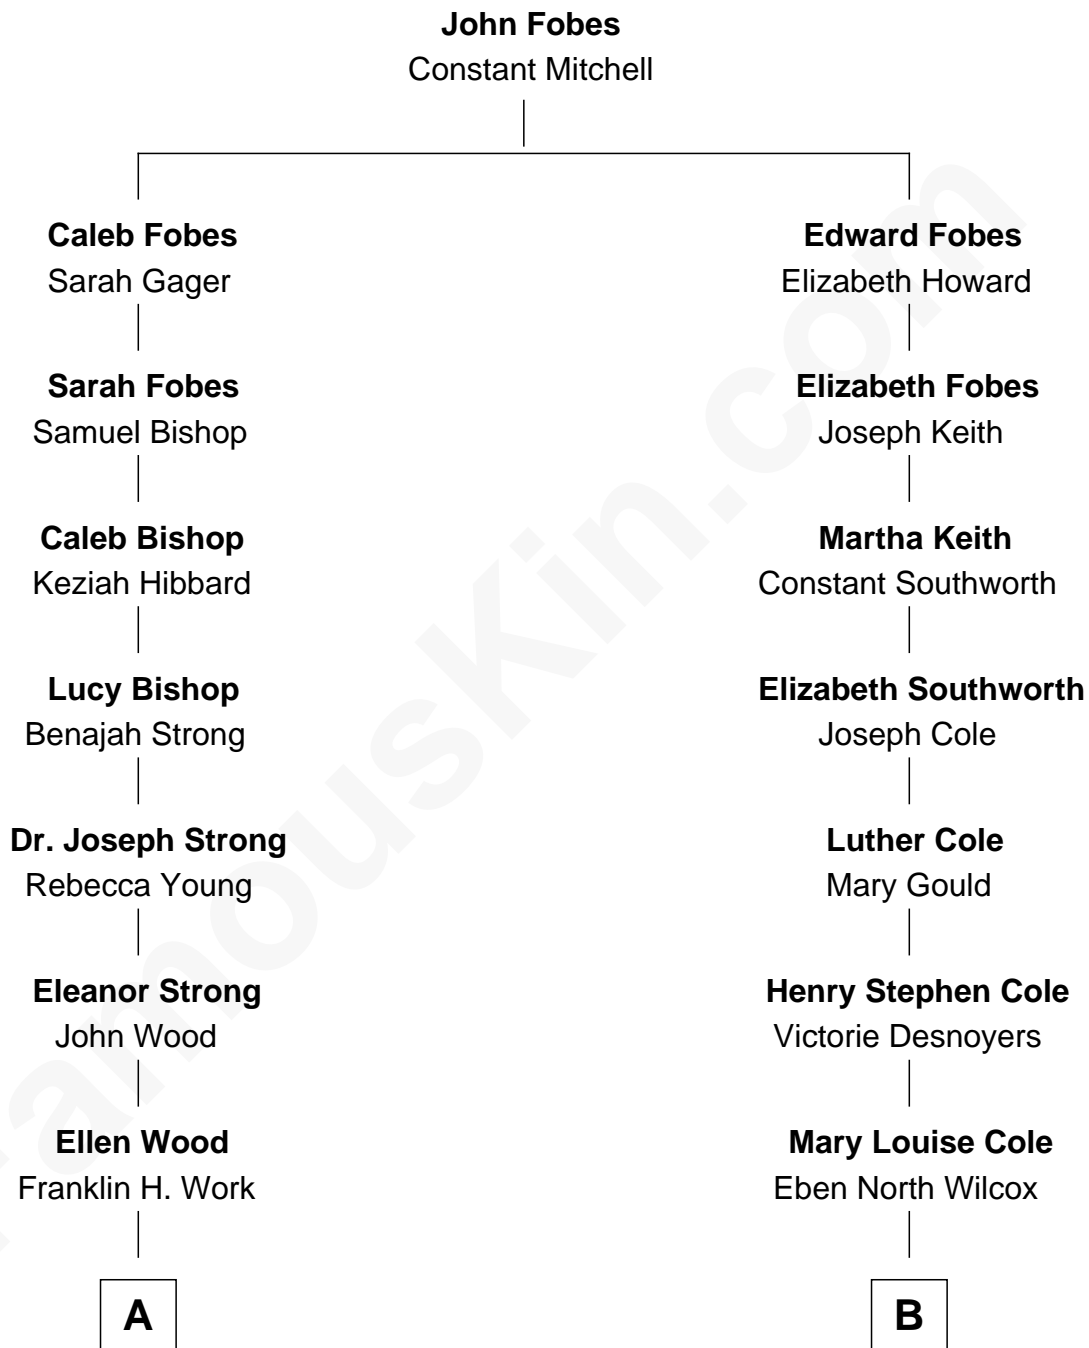 John Fobes
Constant Mitchell
Caleb Fobes
Sarah Gager
Edward Fobes
Elizabeth Howard
Sarah Fobes
Samuel Bishop
Elizabeth Fobes
Joseph Keith
Caleb Bishop
Keziah Hibbard
Martha Keith
Constant Southworth
Lucy Bishop
Benajah Strong
Elizabeth Southworth
Joseph Cole
Dr. Joseph Strong
Rebecca Young
Luther Cole
Mary Gould
Eleanor Strong
John Wood
Henry Stephen Cole
Victorie Desnoyers
Ellen Wood
Franklin H. Work
Mary Louise Cole
Eben North Wilcox
A
B
FamousKin.com